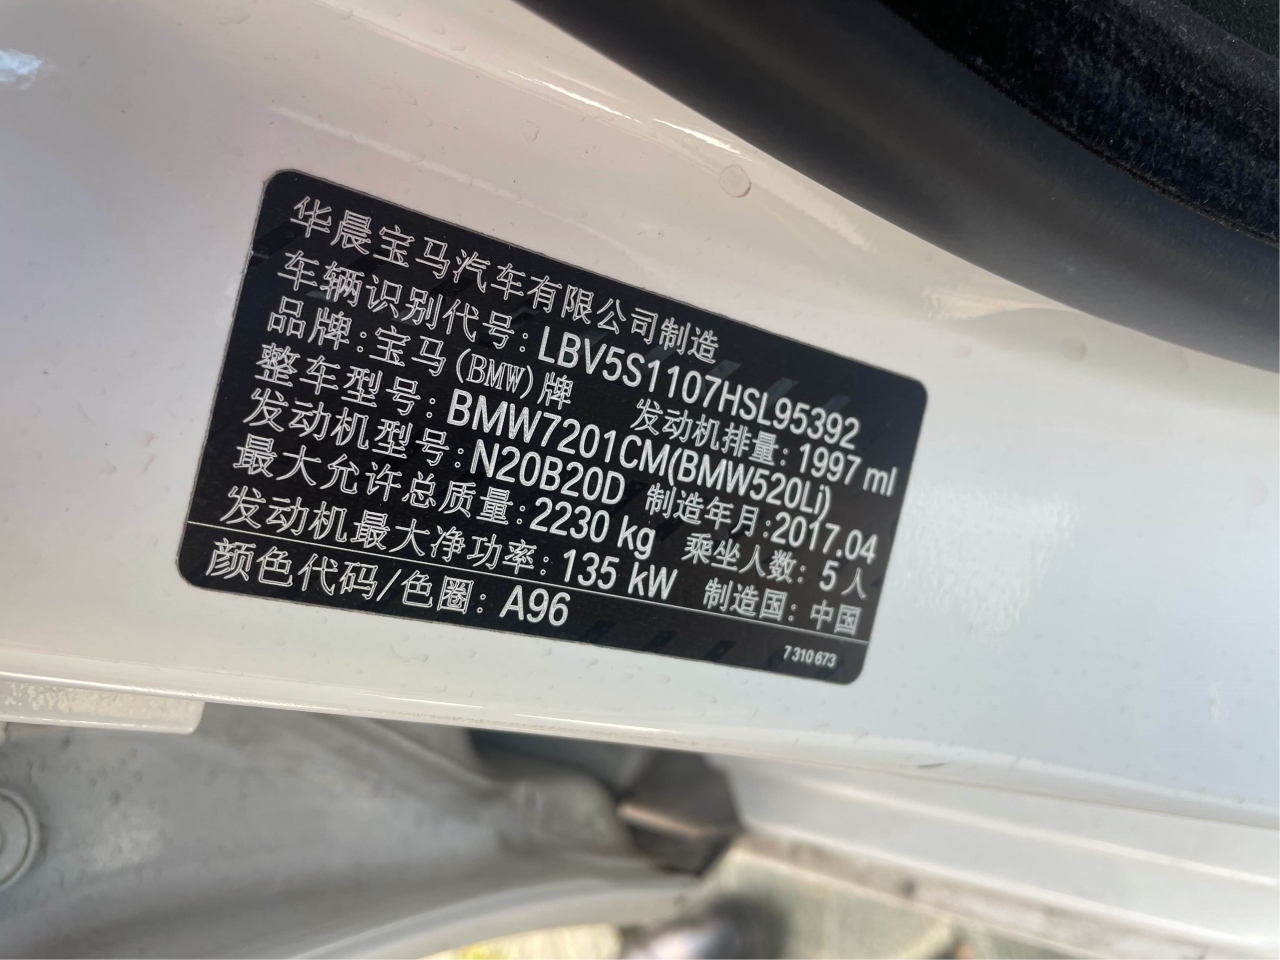 华晨宝马汽车有限公司制造
车辆识别代号: LBV5S1107HSL95392
品牌: 宝马(BMW)牌 发动机排量: 1997 ml
整车型号: BMW7201CM(BMW520Li)
发动机型号: N20B20D 制造年月:2017.04
最大允许总质量: 2230 kg 乘坐人数: 5 人
发动机最大净功率: 135 kW 制造国: 中国
颜色代码/色圈: A96
7 310 673